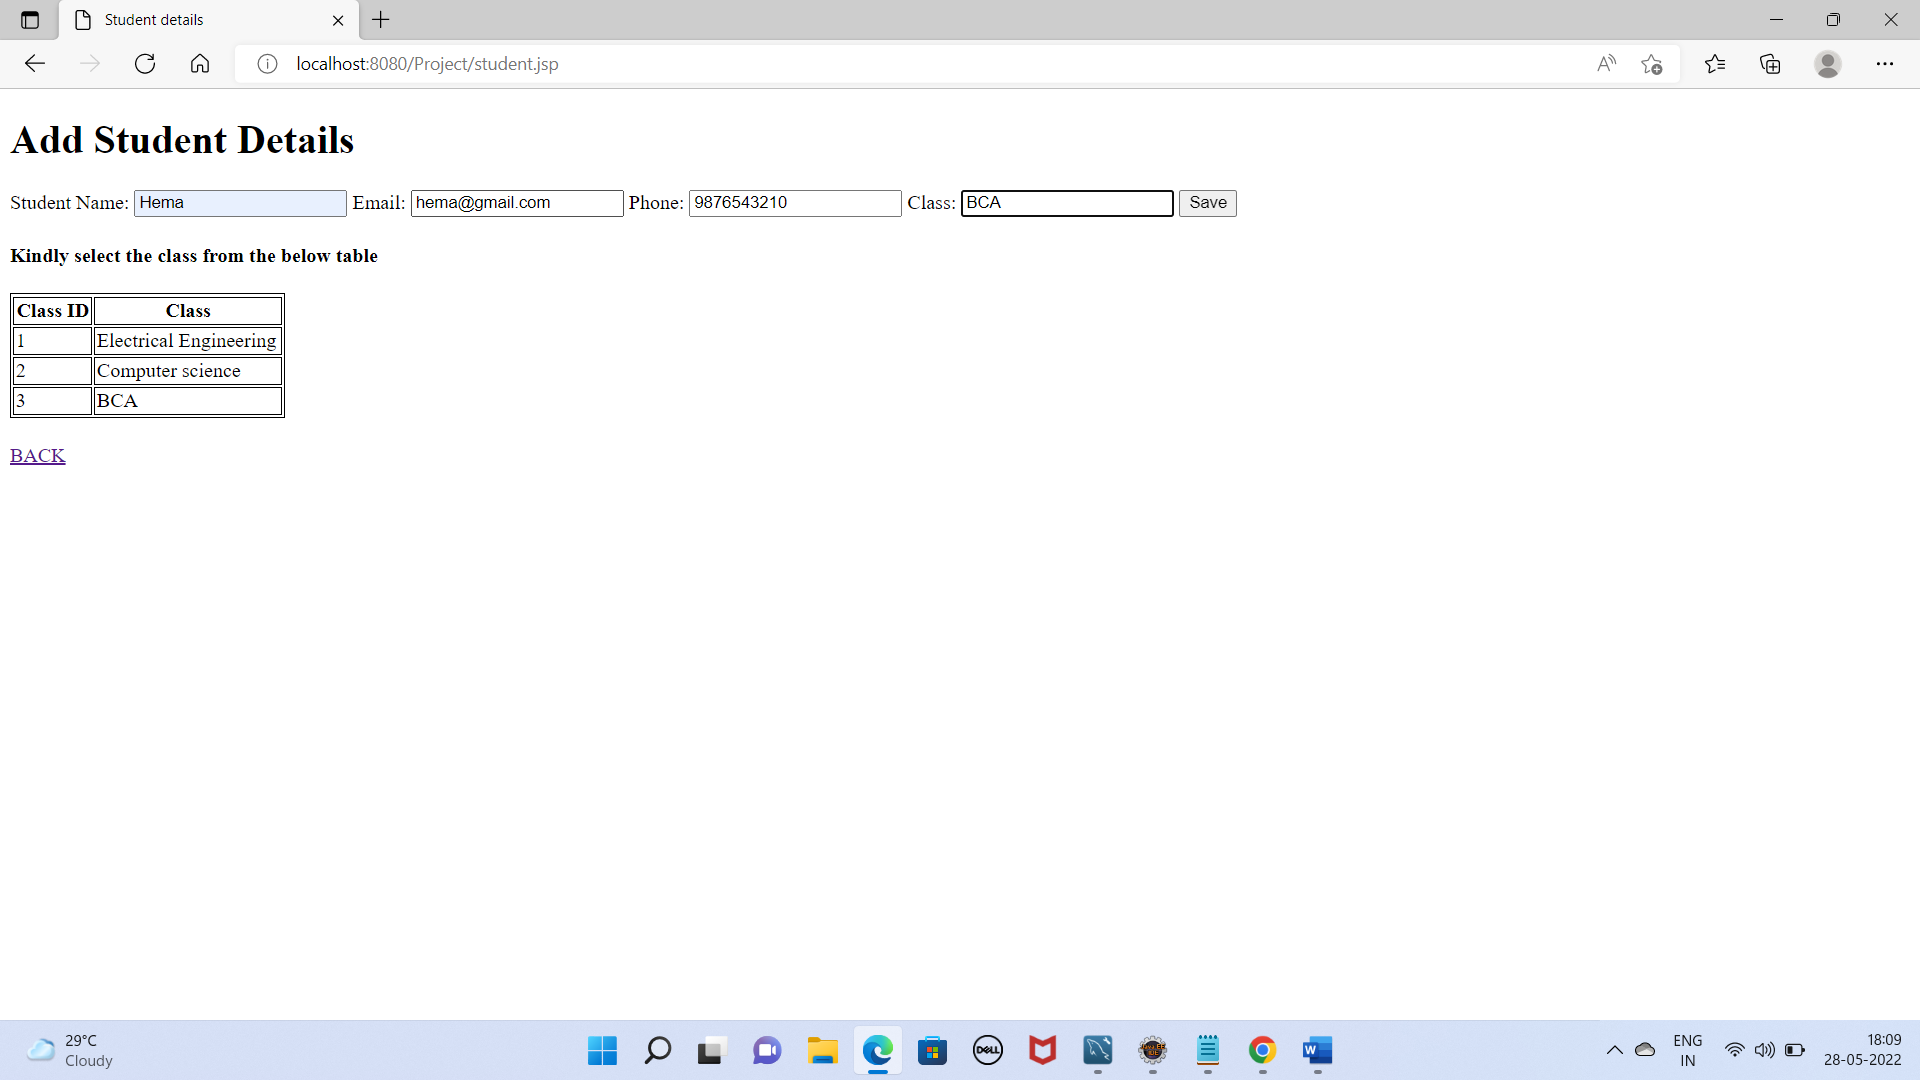 Student details
localhost:8080/Project/student.jsp
Add Student Details
Student Name: Hema Email: hema@gmail.com Phone: 9876543210 Class: BCA Save
Kindly select the class from the below table
Class ID Class
1 Electrical Engineering
2 Computer science
3 BCA
BACK
29°C
Cloudy
DELL
W
ENG
IN
18:09
28-05-2022